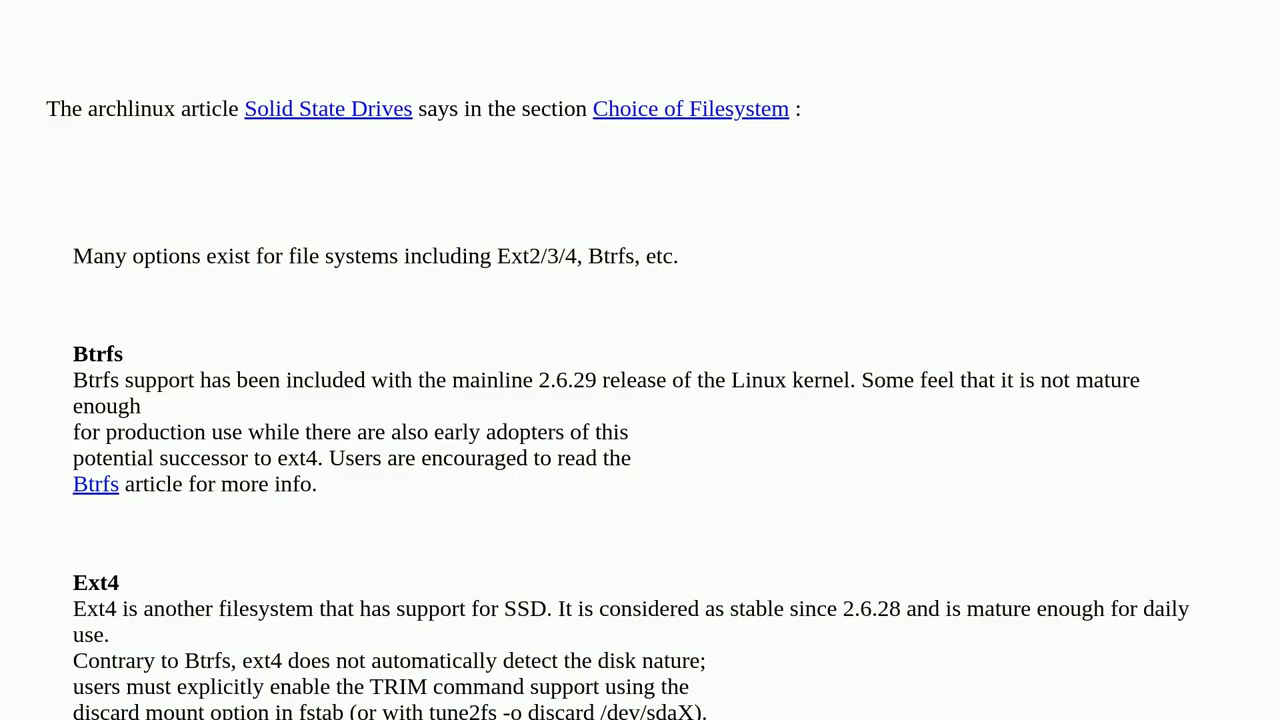 The archlinux article Solid State Drives says in the section Choice of Filesystem :
Many options exist for file systems including Ext2/3/4, Btrfs, etc.
Btrfs
Btrfs support has been included with the mainline 2.6.29 release of the Linux kernel. Some feel that it is not mature
enough
for production use while there are also early adopters of this
potential successor to ext4. Users are encouraged to read the
Btrfs article for more info.
Ext4
Ext4 is another filesystem that has support for SSD. It is considered as stable since 2.6.28 and is mature enough for daily
use.
Contrary to Btrfs, ext4 does not automatically detect the disk nature;
users must explicitly enable the TRIM command support using the
discard mount option in fstab (or with tune2fs -o discard /dev/sdaX).